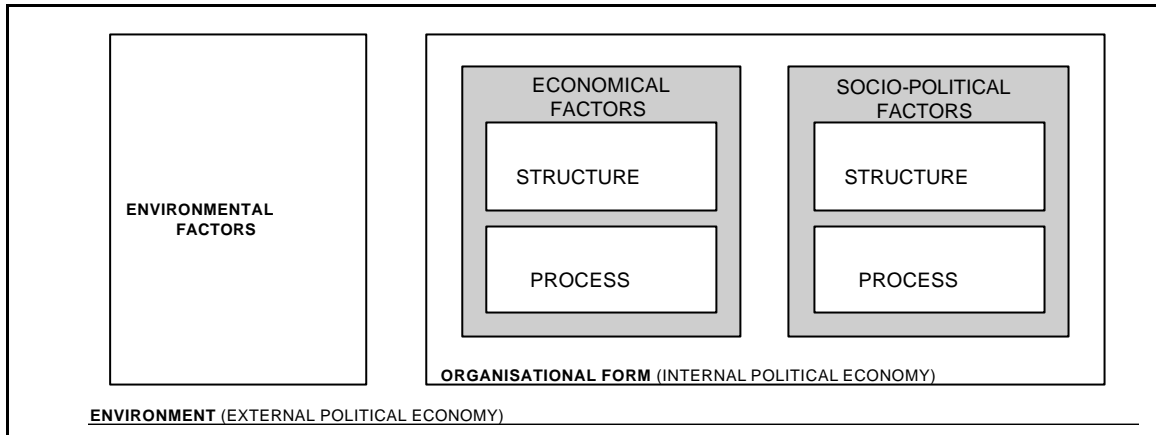 ENVIRONMENTAL
FACTORS
ECONOMICAL
FACTORS
STRUCTURE
PROCESS
SOCIO-POLITICAL
FACTORS
STRUCTURE
PROCESS
ORGANISATIONAL FORM (INTERNAL POLITICAL ECONOMY)
ENVIRONMENT (EXTERNAL POLITICAL ECONOMY)